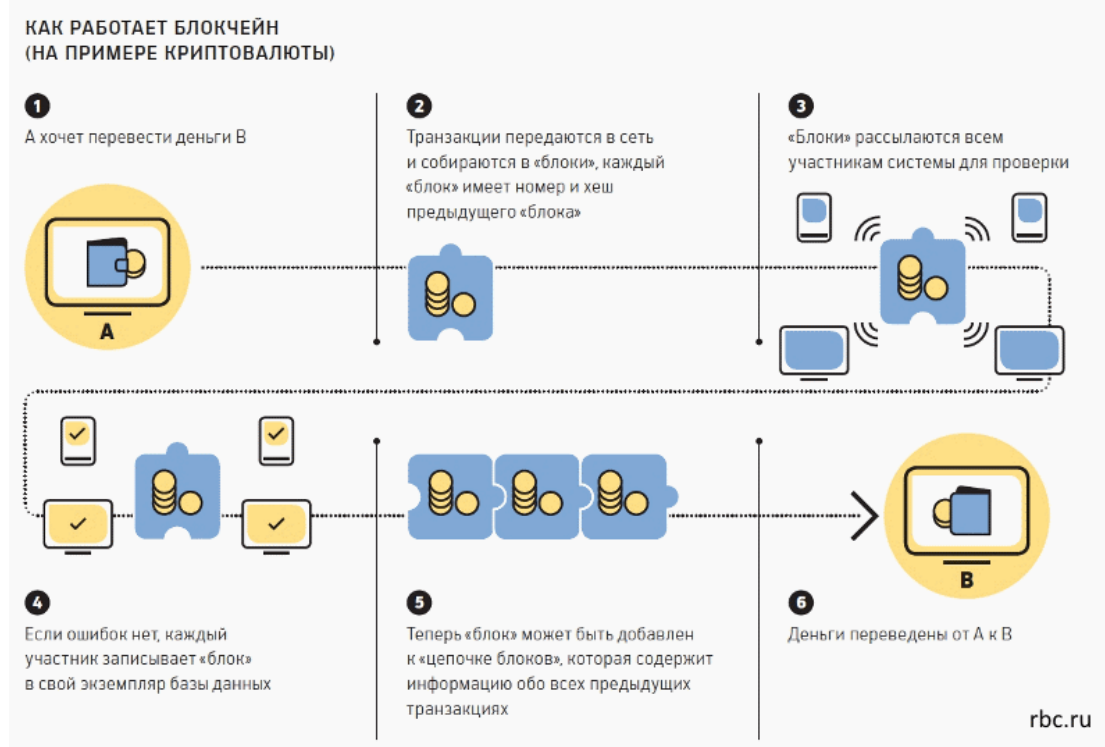 КАК РАБОТАЕТ БЛОКЧЕЙН
(НА ПРИМЕРЕ КРИПТОВАЛЮТЫ)
1
А хочет перевести деньги В
2
Транзакции передаются в сеть
и собираются в «блоки», каждый
«блок» имеет номер и хеш
предыдущего «блока»
3
«Блоки» рассылаются всем
участникам системы для проверки
А
4
Если ошибок нет, каждый
участник записывает «блок»
в свой экземпляр базы данных
5
Теперь «блок» может быть добавлен
к «цепочке блоков», которая содержит
информацию обо всех предыдущих
транзакциях
В
6
Деньги переведены от А к В
rbc.ru